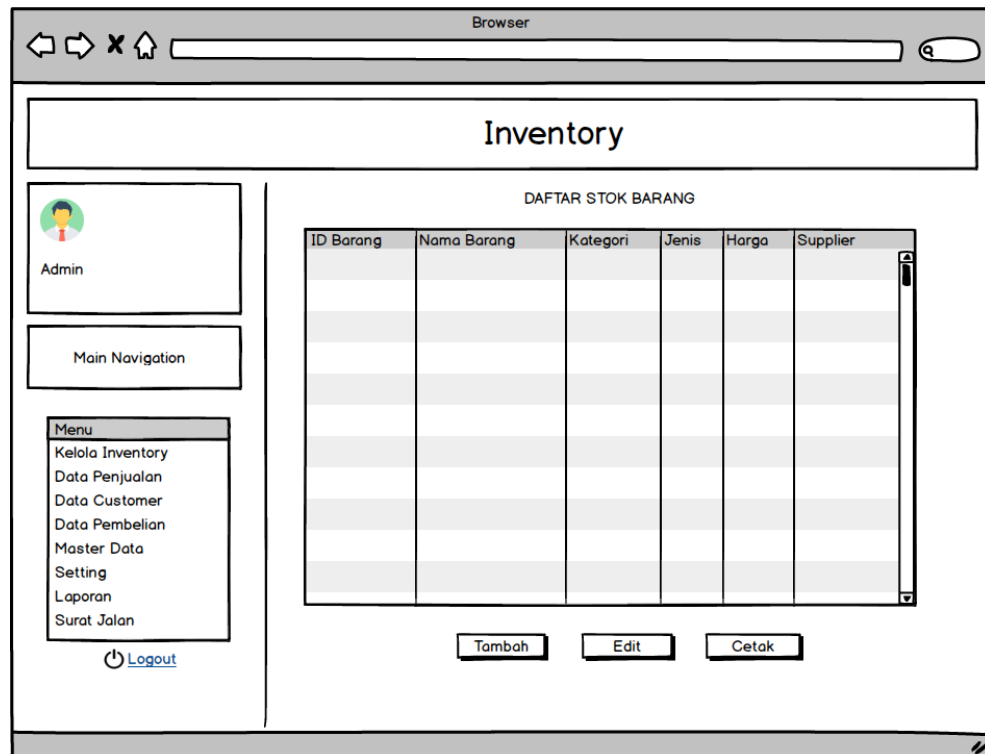 Browser
Inventory
Admin
Main Navigation
Menu
Kelola Inventory
Data Penjualan
Data Customer
Data Pembelian
Master Data
Setting
Laporan
Surat Jalan
Logout
DAFTAR STOK BARANG
ID Barang Nama Barang Kategori Jenis Harga Supplier
Tambah Edit Cetak